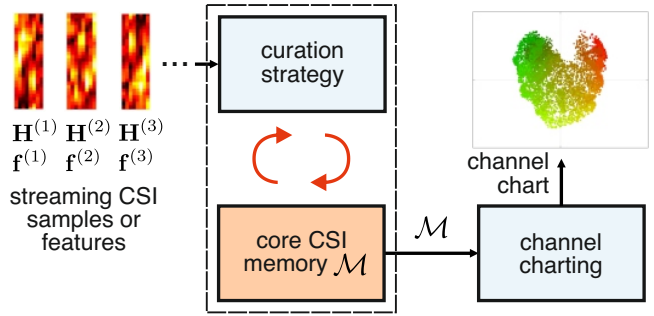 H(1) H(2) H(3)
f(1) f(2) f(3)
streaming CSI
samples or
features
curation
strategy
core CSI
memory ℳ
ℳ
channel
charting
channel
chart